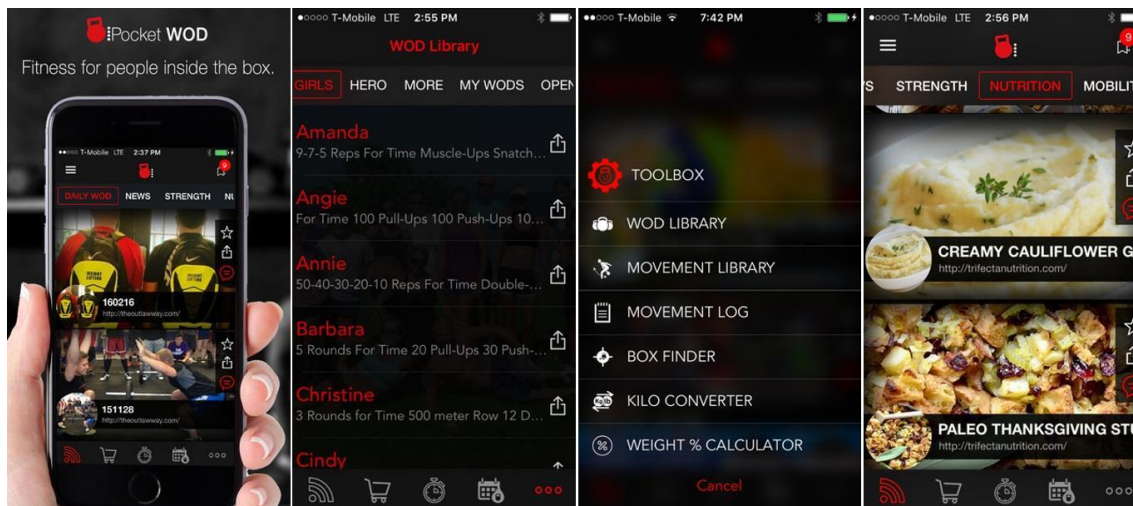 Pocket WOD
Fitness for people inside the box.
T-Mobile LTE 2:37 PM
9
DAILY WOD NEWS STRENGTH NU
160216
http://theoutlawway.com/
151128
http://theoutlawway.com/
T-Mobile LTE 2:55 PM
WOD Library
GIRLS HERO MORE MY WODS OPEN
Amanda
9-7-5 Reps For Time Muscle-Ups Snatch...
Angie
For Time 100 Pull-Ups 100 Push-Ups 10...
Annie
50-40-30-20-10 Reps For Time Double-...
Barbara
5 Rounds For Time 20 Pull-Ups 30 Push-...
Christine
3 Rounds for Time 500 meter Row 12 D...
Cindy
T-Mobile 7:42 PM
TOOLBOX
WOD LIBRARY
MOVEMENT LIBRARY
MOVEMENT LOG
BOX FINDER
KILO CONVERTER
WEIGHT % CALCULATOR
Cancel
T-Mobile LTE 2:56 PM
9
S STRENGTH NUTRITION MOBILIT
CREAMY CAULIFLOWER G
http://trifectanutrition.com/
PALEO THANKSGIVING STU
http://trifectanutrition.com/